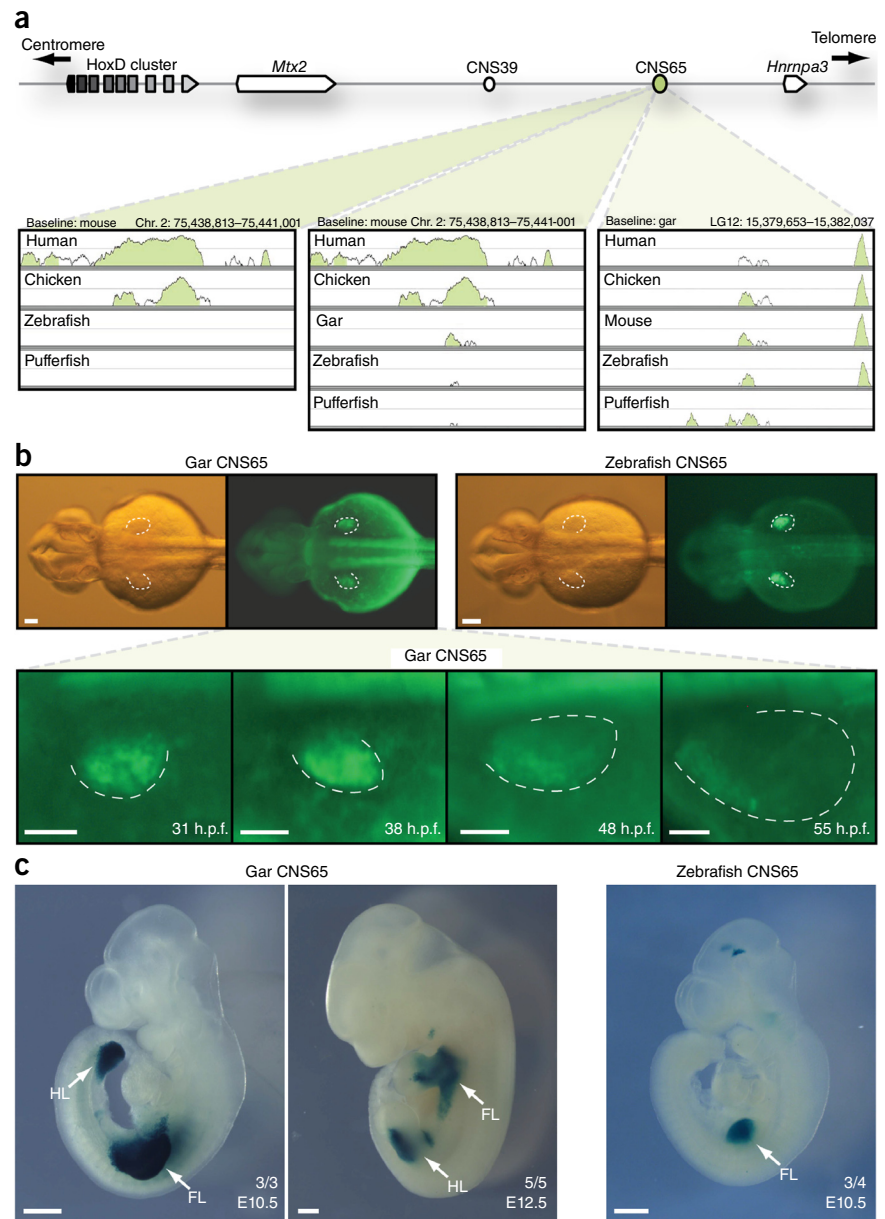 a
Centromere
HoxD cluster
Mtx2
CNS39
CNS65
Hnrnpa3
Telomere
Baseline: mouse Chr. 2: 75,438,813–75,441,001
Human
Chicken
Zebrafish
Pufferfish
Baseline: mouse Chr. 2: 75,438,813–75,441-001
Human
Chicken
Gar
Zebrafish
Pufferfish
Baseline: gar LG12: 15,379,653–15,382,037
Human
Chicken
Mouse
Zebrafish
Pufferfish
b
Gar CNS65
Zebrafish CNS65
Gar CNS65
31 h.p.f.
38 h.p.f.
48 h.p.f.
55 h.p.f.
c
Gar CNS65
Zebrafish CNS65
HL
FL
3/3
E10.5
FL
HL
5/5
E12.5
FL
3/4
E10.5